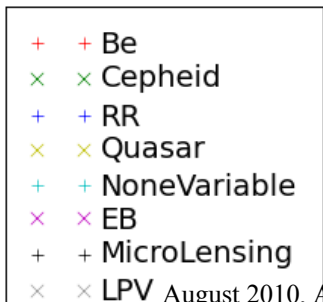 Be
Cepheid
RR
Quasar
NoneVariable
EB
MicroLensing
LPV August 2010, A